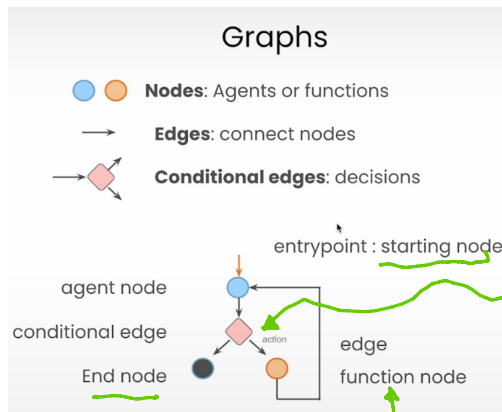 Graphs
Nodes: Agents or functions
Edges: connect nodes
Conditional edges: decisions
entrypoint : starting node
agent node
conditional edge
action
edge
End node
function node